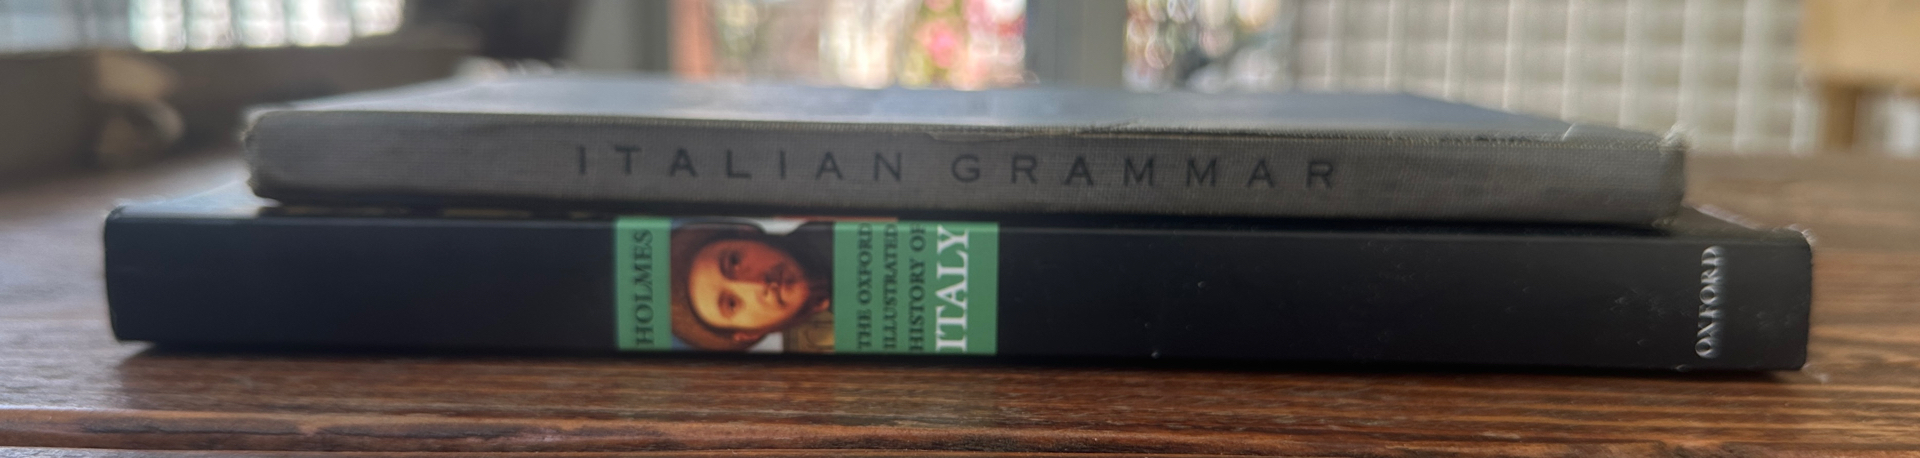 ITALIAN GRAMMAR
HOLMES
THE OXFORD
ILLUSTRATED
HISTORY OF
ITALY
OXFORD